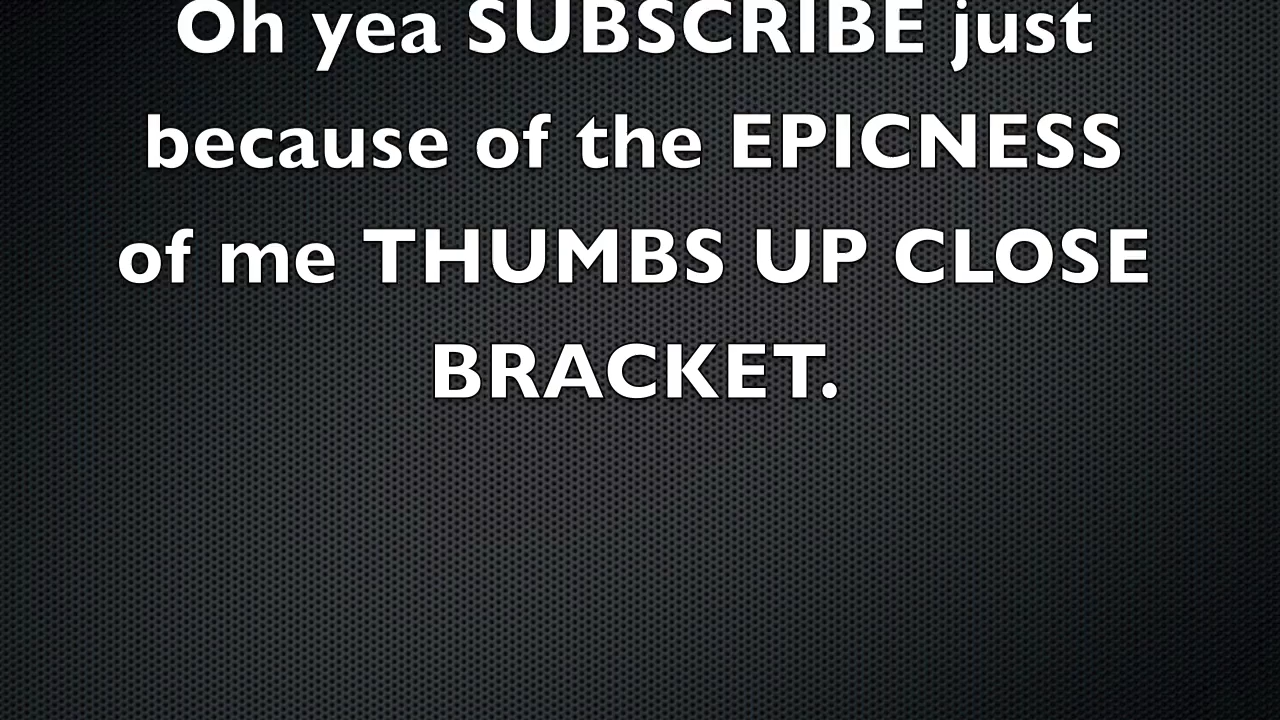 Oh yea SUBSCRIBE just
because of the EPICNESS
of me THUMBS UP CLOSE
BRACKET.